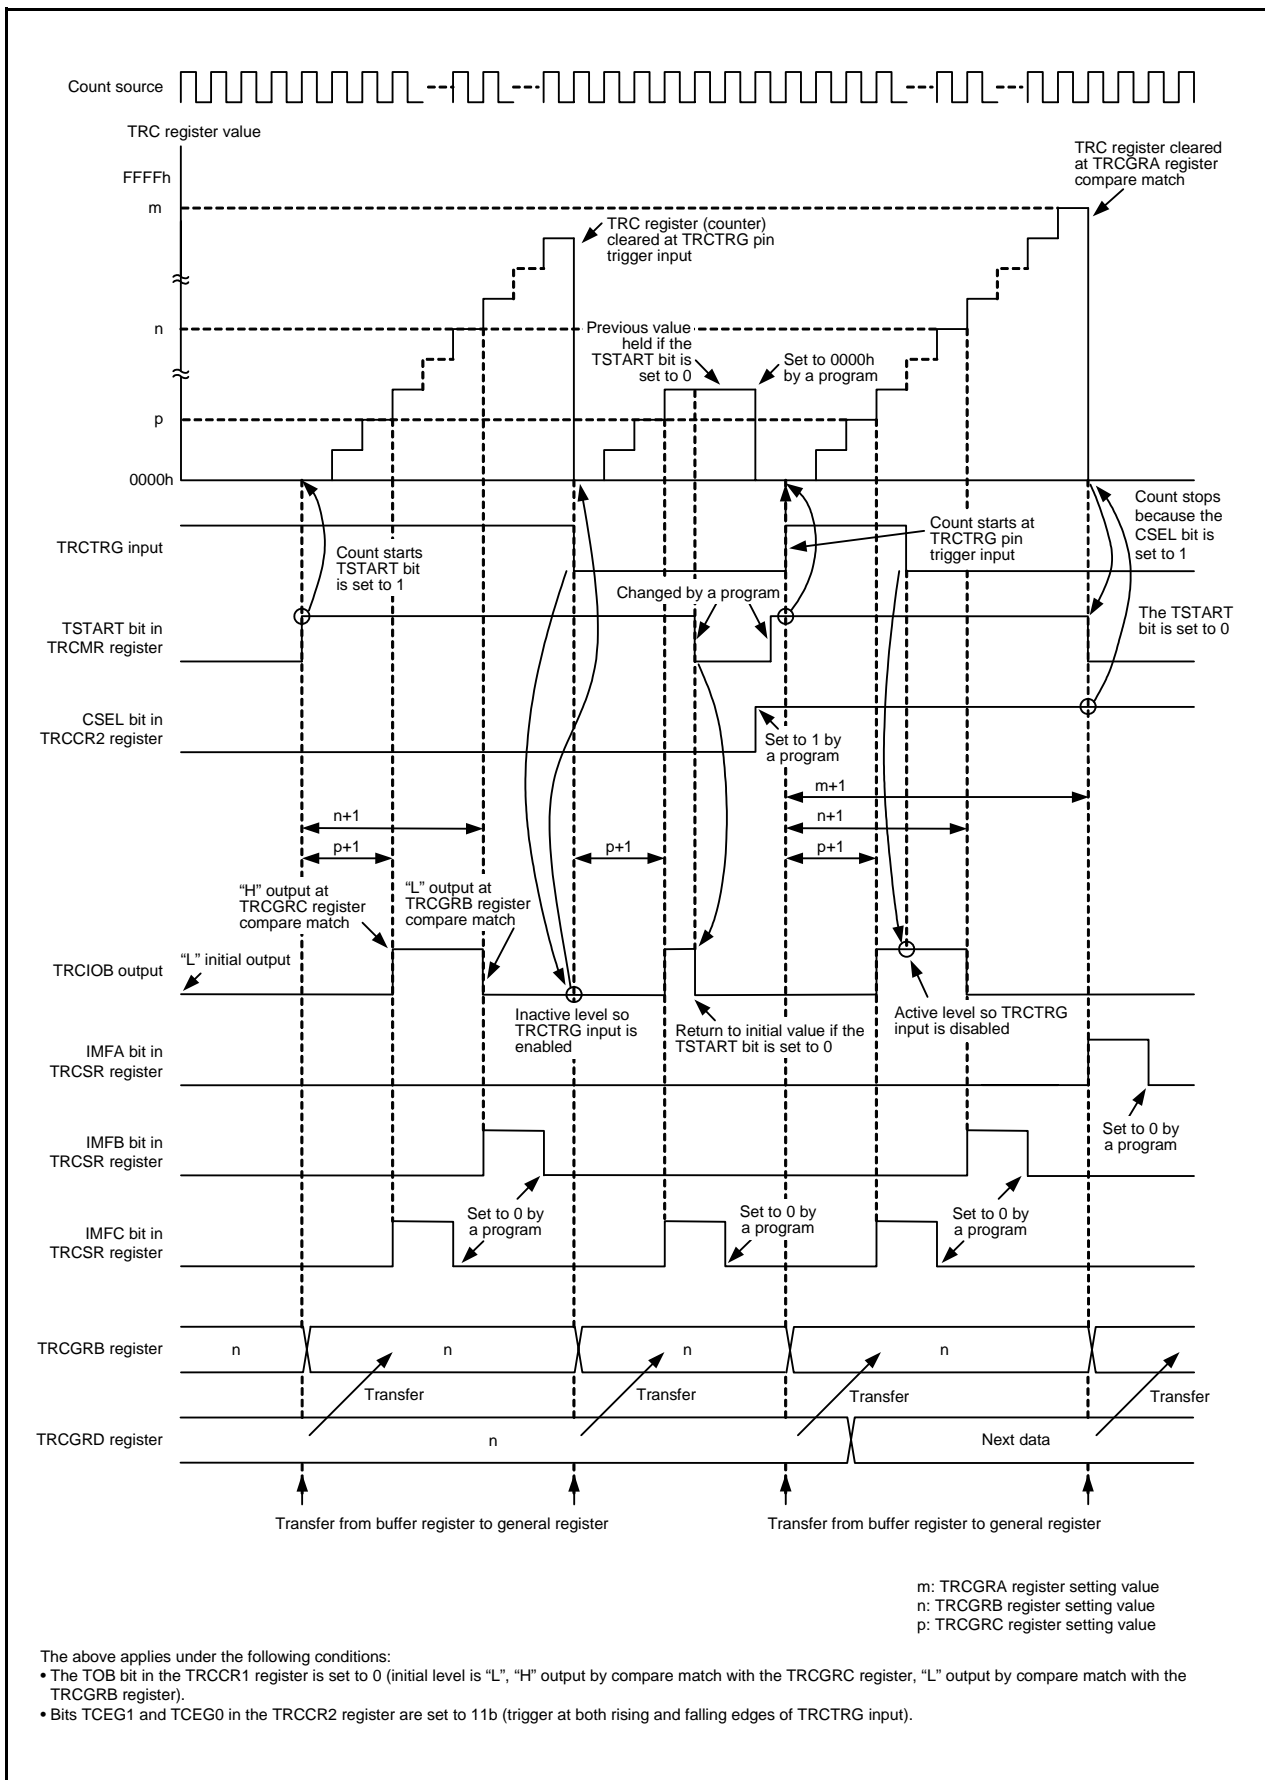 Count source
TRC register value
FFFFh
m
n
p
0000h
TRC register cleared
at TRCGRA register
compare match
TRC register (counter)
cleared at TRCTRG pin
trigger input
Previous value
held if the
TSTART bit is
set to 0
Set to 0000h
by a program
TRCTRG input
Count starts
TSTART bit
is set to 1
Count starts at
TRCTRG pin
trigger input
Count stops
because the
CSEL bit is
set to 1
Changed by a program
TSTART bit in
TRCMR register
The TSTART
bit is set to 0
CSEL bit in
TRCCR2 register
Set to 1 by
a program
m+1
n+1
n+1
p+1
p+1
p+1
“H” output at
TRCGRC register
compare match
“L” output at
TRCGRB register
compare match
“L” initial output
TRCIOB output
Inactive level so
TRCTRG input is
enabled
Return to initial value if the
TSTART bit is set to 0
Active level so TRCTRG
input is disabled
IMFA bit in
TRCSR register
Set to 0 by
a program
IMFB bit in
TRCSR register
Set to 0 by
a program
Set to 0 by
a program
Set to 0 by
a program
IMFC bit in
TRCSR register
TRCGRB register
n
n
n
n
Transfer
Transfer
Transfer
Transfer
TRCGRD register
n
Next data
Transfer from buffer register to general register
Transfer from buffer register to general register
m: TRCGRA register setting value
n: TRCGRB register setting value
p: TRCGRC register setting value
The above applies under the following conditions:
• The TOB bit in the TRCCR1 register is set to 0 (initial level is “L”, “H” output by compare match with the TRCGRC register, “L” output by compare match with the
TRCGRB register).
• Bits TCEG1 and TCEG0 in the TRCCR2 register are set to 11b (trigger at both rising and falling edges of TRCTRG input).